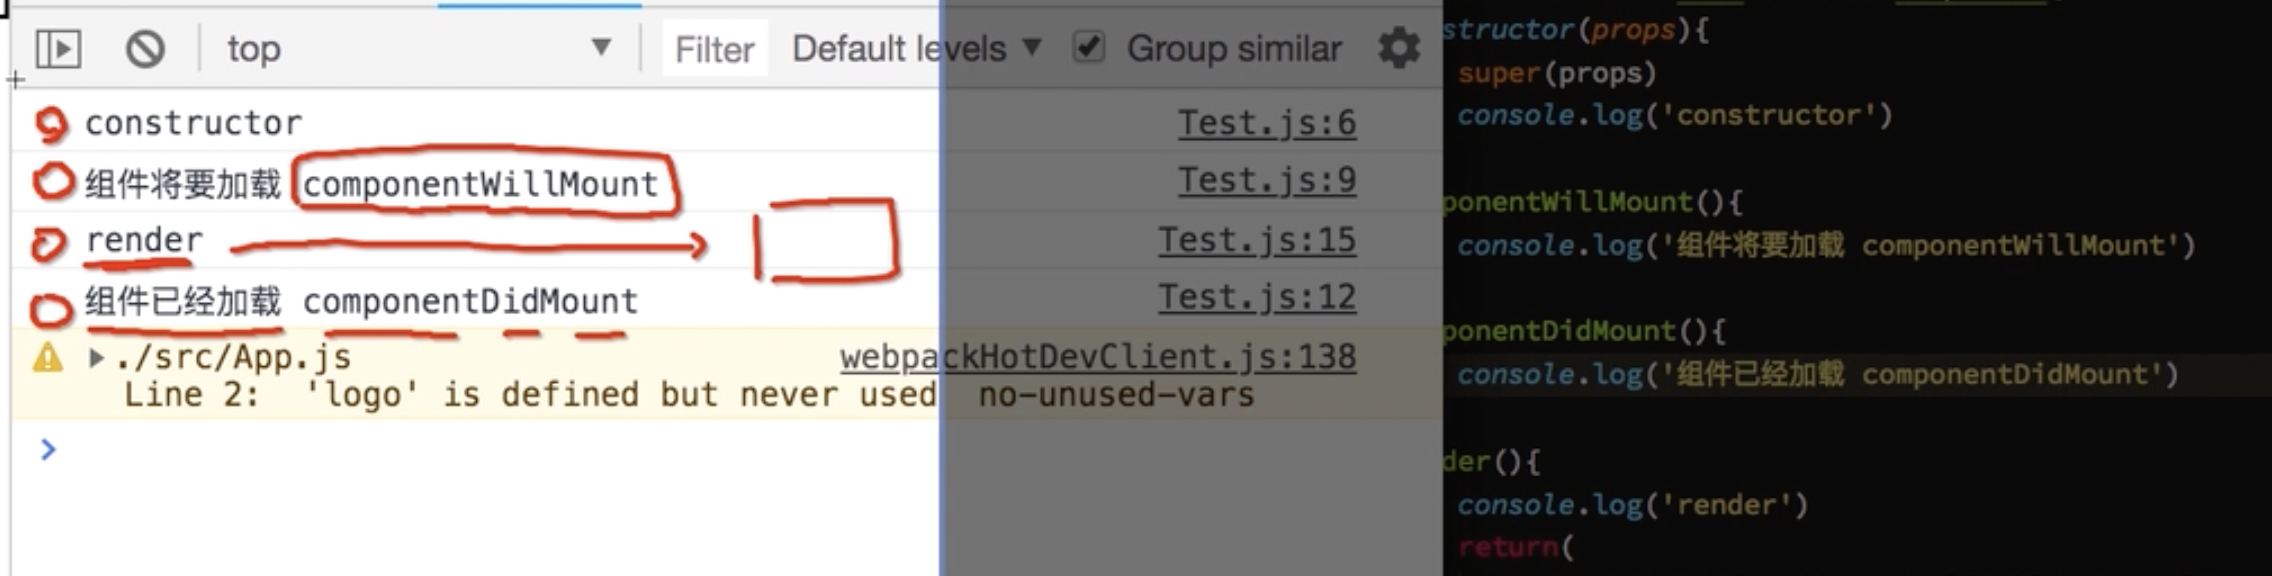 top Filter Default levels Group similar
constructor Test.js:6
组件将要加载 componentWillMount Test.js:9
render Test.js:15
组件已经加载 componentDidMount Test.js:12
./src/App.js webpackHotDevClient.js:138
Line 2: 'logo' is defined but never used no-unused-vars
structor(props){
super(props)
console.log('constructor')
ponentWillMount(){
console.log('组件将要加载 componentWillMount')
ponentDidMount(){
console.log('组件已经加载 componentDidMount')
der(){
console.log('render')
return(